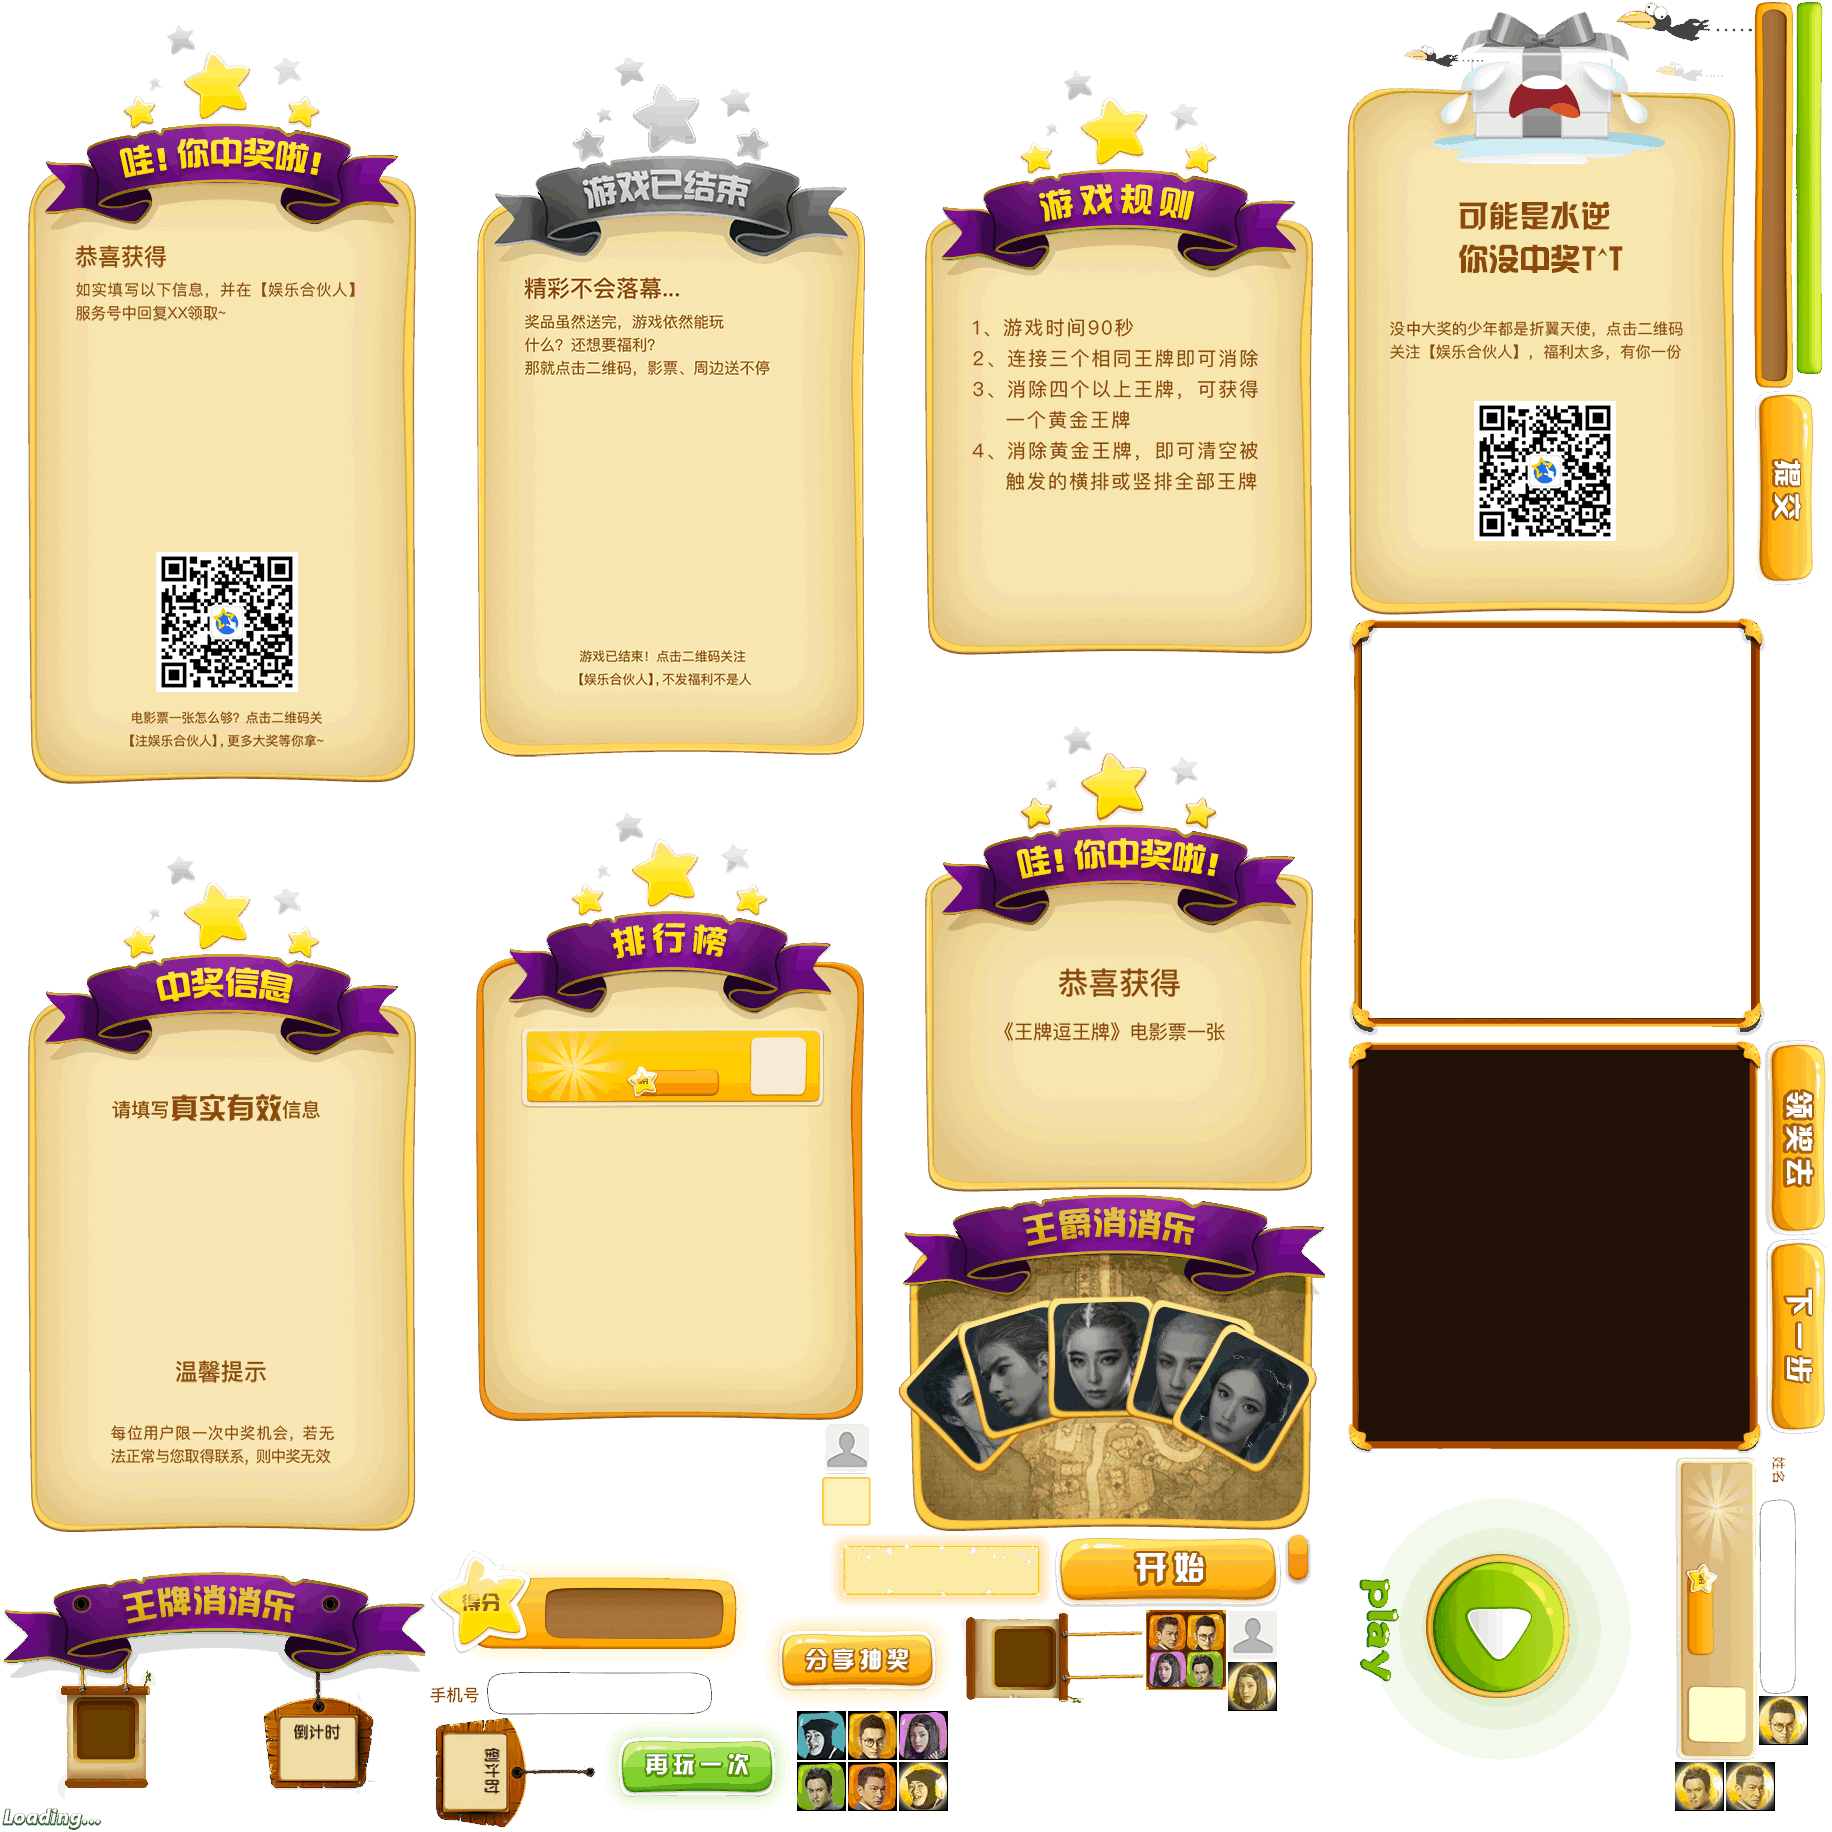 哇！你中奖啦！
恭喜获得
如实填写以下信息，并在【娱乐合伙人】
服务号中回复XX领取~
电影票一张怎么够？点击二维码关
【注娱乐合伙人】，更多大奖等你拿~
游戏已结束
精彩不会落幕...
奖品虽然送完，游戏依然能玩
什么？还想要福利？
那就点击二维码，影票、周边送不停
游戏已结束！点击二维码关注
【娱乐合伙人】，不发福利不是人
游戏规则
1、游戏时间90秒
2、连接三个相同王牌即可消除
3、消除四个以上王牌，可获得
一个黄金王牌
4、消除黄金王牌，即可清空被
触发的横排或竖排全部王牌
可能是水逆
你没中奖T^T
没中大奖的少年都是折翼天使，点击二维码
关注【娱乐合伙人】，福利太多，有你一份
提交
中奖信息
请填写真实有效信息
温馨提示
每位用户限一次中奖机会，若无
法正常与您取得联系，则中奖无效
排行榜
哇！你中奖啦！
恭喜获得
《王牌逗王牌》电影票一张
王爵消消乐
领奖去
下一步
姓名
王牌消消乐
倒计时
得分
手机号
倒计时
再玩一次
分享抽奖
开始
play
Loading...